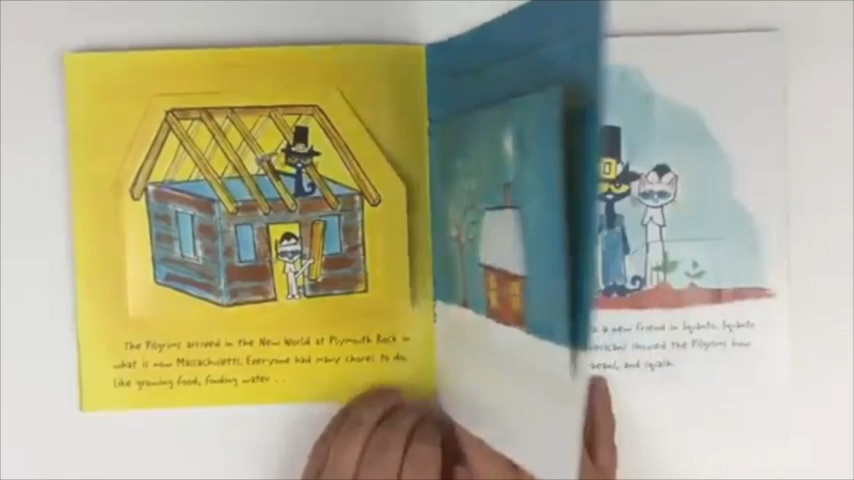 The Pilgrims arrived in the New World at Plymouth Rock in
what is now Massachusetts. Everyone had many chores to do,
like growing food, finding water . .
a new friend in Squanto. Squanto
showed the Pilgrims how
beans, and squash.